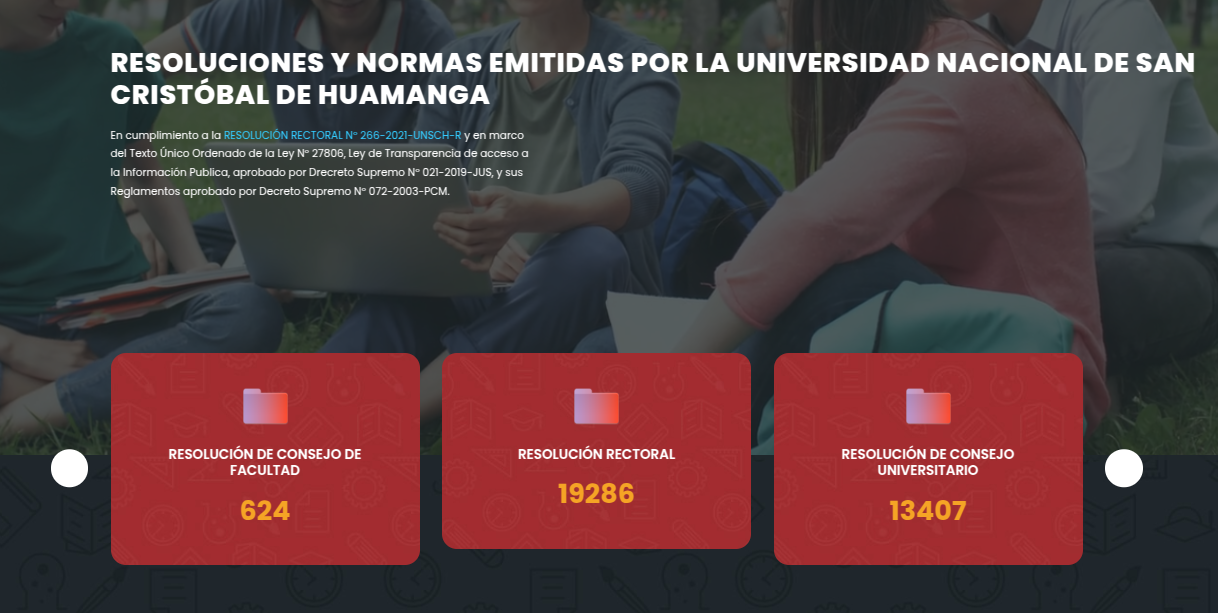 RESOLUCIONES Y NORMAS EMITIDAS POR LA UNIVERSIDAD NACIONAL DE SAN
CRISTÓBAL DE HUAMANGA
En cumplimiento a la RESOLUCIÓN RECTORAL Nº 266-2021-UNSCH-R y en marco
del Texto Único Ordenado de la Ley Nº 27806, Ley de Transparencia de acceso a
la Información Publica, aprobado por Drecreto Supremo Nº 021-2019-JUS, y sus
Reglamentos aprobado por Decreto Supremo Nº 072-2003-PCM.
RESOLUCIÓN DE CONSEJO DE
FACULTAD
624
RESOLUCIÓN RECTORAL
19286
RESOLUCIÓN DE CONSEJO
UNIVERSITARIO
13407